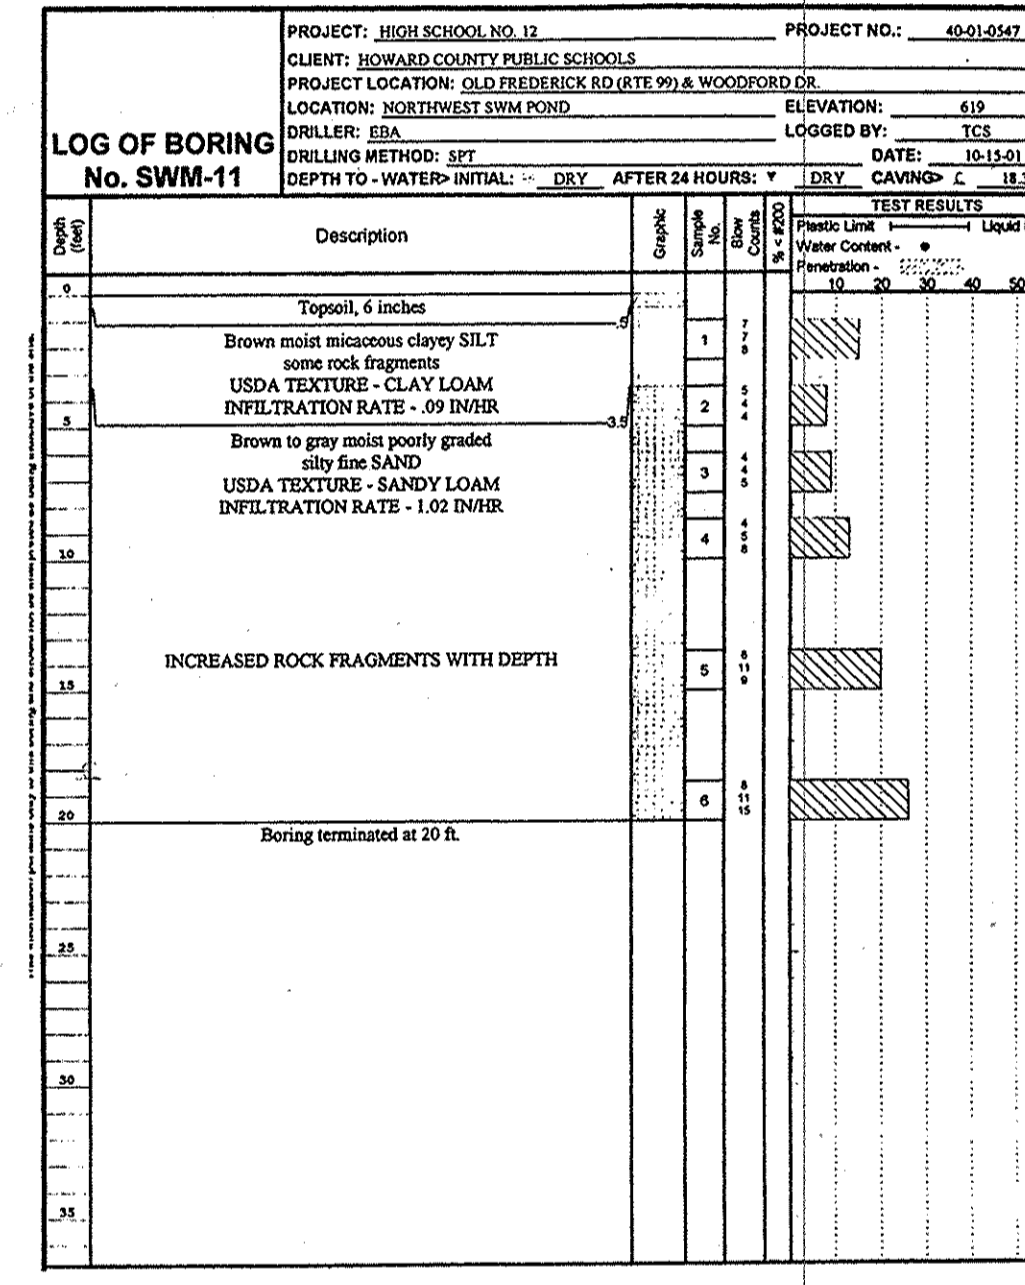 PROJECT: HIGH SCHOOL NO. 12 PROJECT NO.: 40-01-0547
CLIENT: HOWARD COUNTY PUBLIC SCHOOLS
PROJECT LOCATION: OLD FREDERICK RD (RTE 99) & WOODFORD DR.
LOCATION: NORTHWEST SWM POND ELEVATION: 619
LOG OF BORING
No. SWM-11
DRILLER: EBA LOGGED BY: TCS
DRILLING METHOD: SPT DATE: 10-15-01
DEPTH TO - WATER> INITIAL: DRY AFTER 24 HOURS: DRY CAVING> 18.
Depth (feet) Description Graphic Sample No. Blow Counts % < #200 TEST RESULTS
Plastic Limit Liquid
Water Content - ●
Penetration -
10 20 30 40 50
0
Topsoil, 6 inches
.5
Brown moist micaceous clayey SILT
some rock fragments
USDA TEXTURE - CLAY LOAM
INFILTRATION RATE - .09 IN/HR
1 7 7 8
2 5 4 4
3.5
5
Brown to gray moist poorly graded
silty fine SAND
USDA TEXTURE - SANDY LOAM
INFILTRATION RATE - 1.02 IN/HR
3 4 4 5
4 4 5 8
10
INCREASED ROCK FRAGMENTS WITH DEPTH
5 11 9
15
6 11 15
20
Boring terminated at 20 ft.
25
30
35